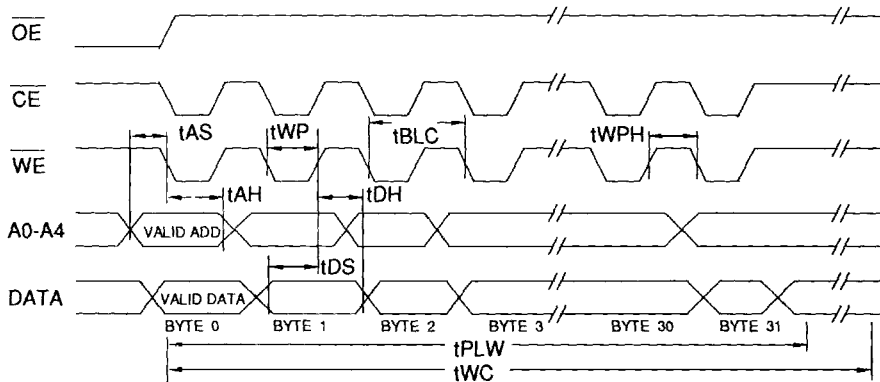 OE
CE
tAS tWP tBLC tWPH
WE
tAH tDH
A0-A4 VALID ADD
tDS
DATA VALID DATA
BYTE 0 BYTE 1 BYTE 2 BYTE 3 BYTE 30 BYTE 31
tPLW
tWC